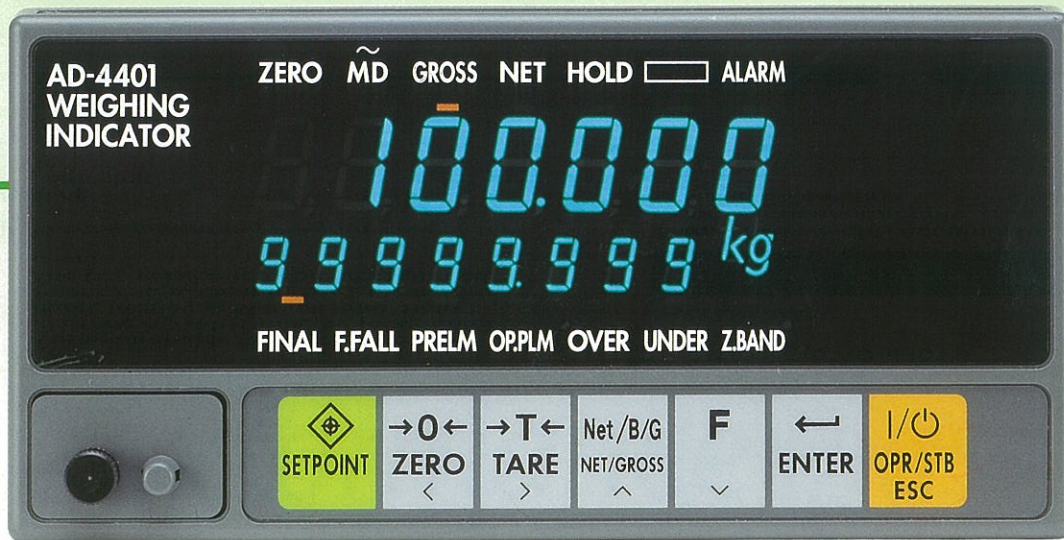 AD-4401
WEIGHING
INDICATOR
ZERO MD GROSS NET HOLD ALARM
100.000
99999.999 kg
FINAL F.FALL PRELM OP.PLM OVER UNDER Z.BAND
SETPOINT
→0←
ZERO
<
→T←
TARE
>
Net/B/G
NET/GROSS
^
F
ENTER
I/⏻
OPR/STB
ESC